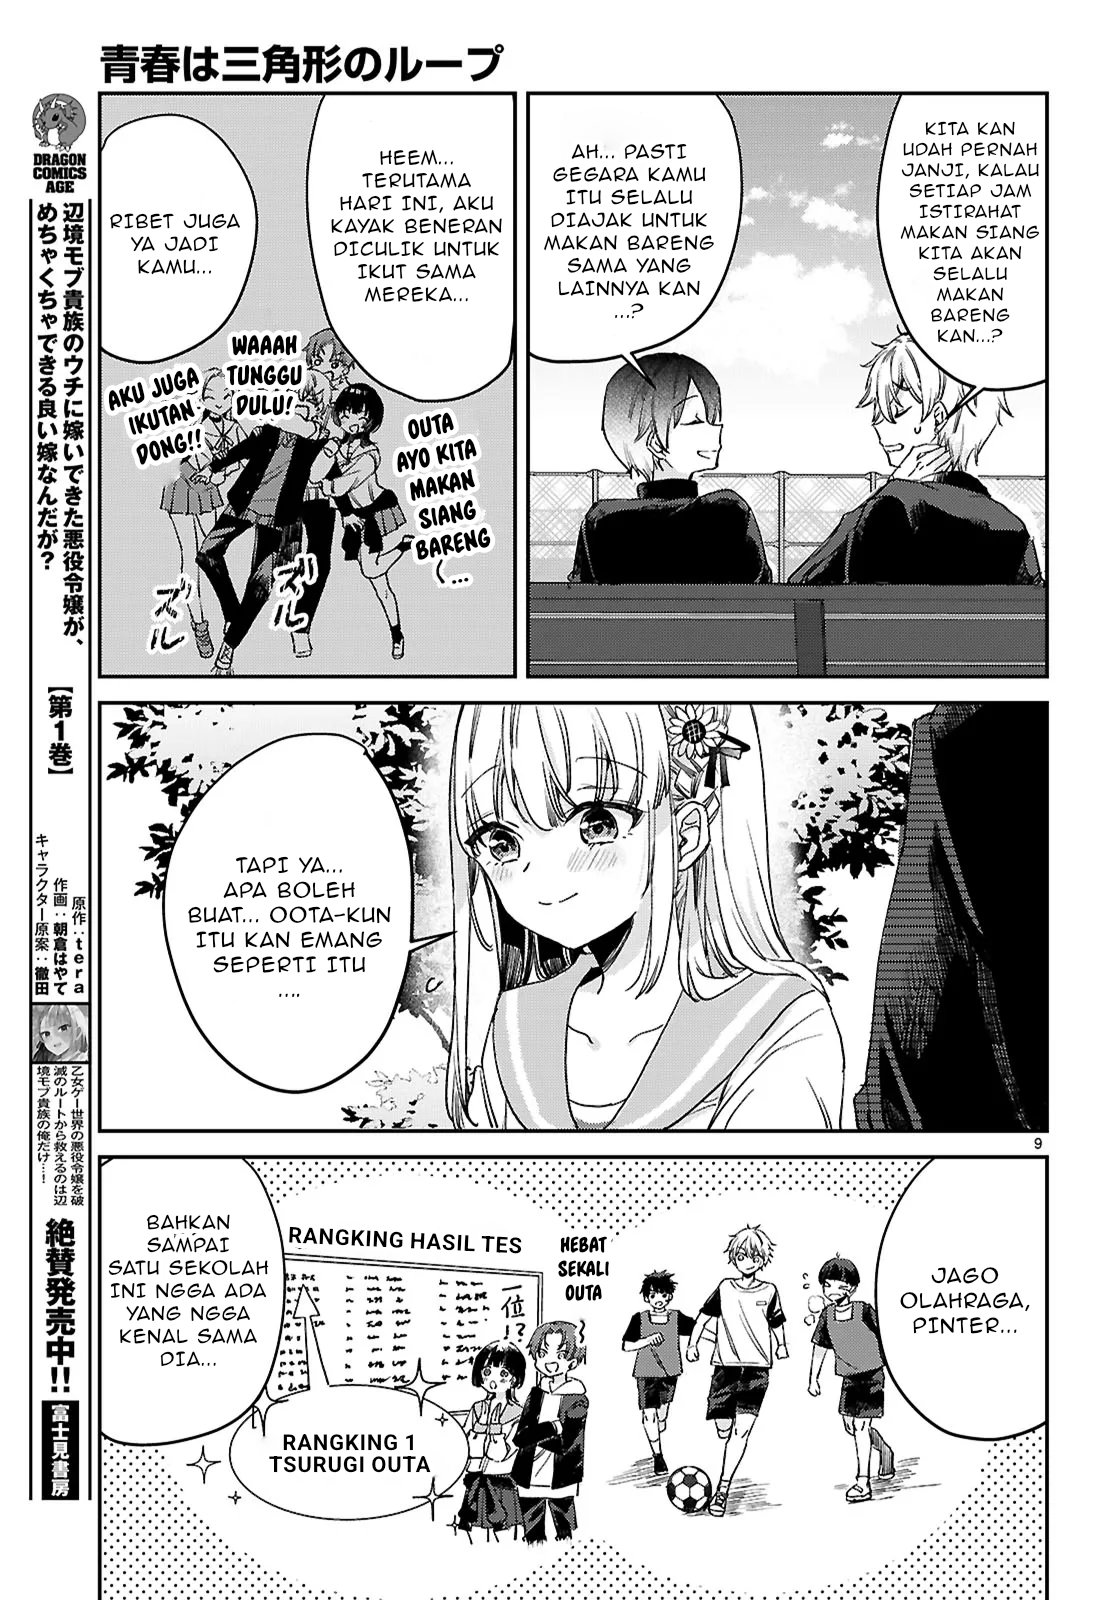 青春は三角形のループ
KITA KAN
UDAH PERNAH
JANJI, KALAU
SETIAP JAM
ISTIRAHAT
MAKAN SIANG
KITA AKAN
SELALU
MAKAN
BARENG
KAN...?
AH... PASTI
GEGARA KAMU
ITU SELALU
DIAJAK UNTUK
MAKAN BARENG
SAMA YANG
LAINNYA KAN
...?
HEEM...
TERUTAMA
HARI INI, AKU
KAYAK BENERAN
DICULIK UNTUK
IKUT SAMA
MEREKA...
RIBET JUGA
YA JADI
KAMU...
WAAAH
TUNGGU
DULU!
AKU JUGA
IKUTAN
DONG!!
OUTA
AYO KITA
MAKAN
SIANG
BARENG
...
ズル
ズル
TAPI YA...
APA BOLEH
BUAT... OOTA-KUN
ITU KAN EMANG
SEPERTI ITU
....
9
JAGO
OLAHRAGA,
PINTER...
HEBAT
SEKALI
OUTA
RANGKING HASIL TES
一位!?
RANGKING 1
TSURUGI OUTA
BAHKAN
SAMPAI
SATU SEKOLAH
INI NGGA ADA
YANG NGGA
KENAL SAMA
DIA...
DRAGON
COMICS
AGE
辺境モブ貴族のウチに嫁いできた悪役令嬢が、
めちゃくちゃできる良い嫁なんだが?
【第1巻】
原作：tera
作画：朝倉はやて
キャラクター原案：徹田
乙女ゲー世界の悪役令嬢を破
滅のルートから救えるのは辺
境モブ貴族の俺だけ……!
絶賛発売中!!
富士見書房